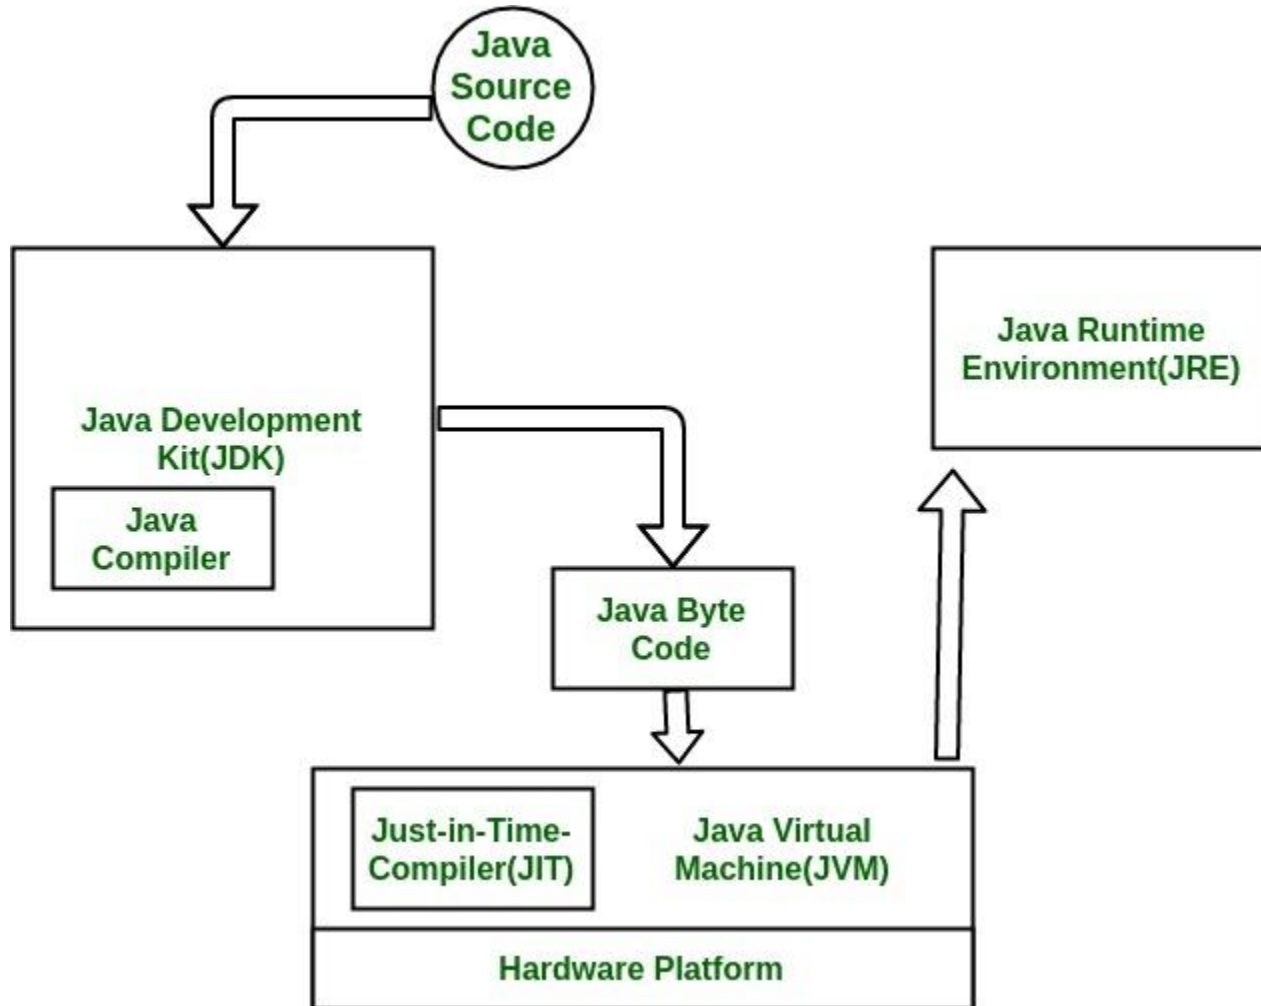 Java
Source
Code
Java Development
Kit(JDK)
Java
Compiler
Java Runtime
Environment(JRE)
Java Byte
Code
Just-in-Time-
Compiler(JIT)
Java Virtual
Machine(JVM)
Hardware Platform